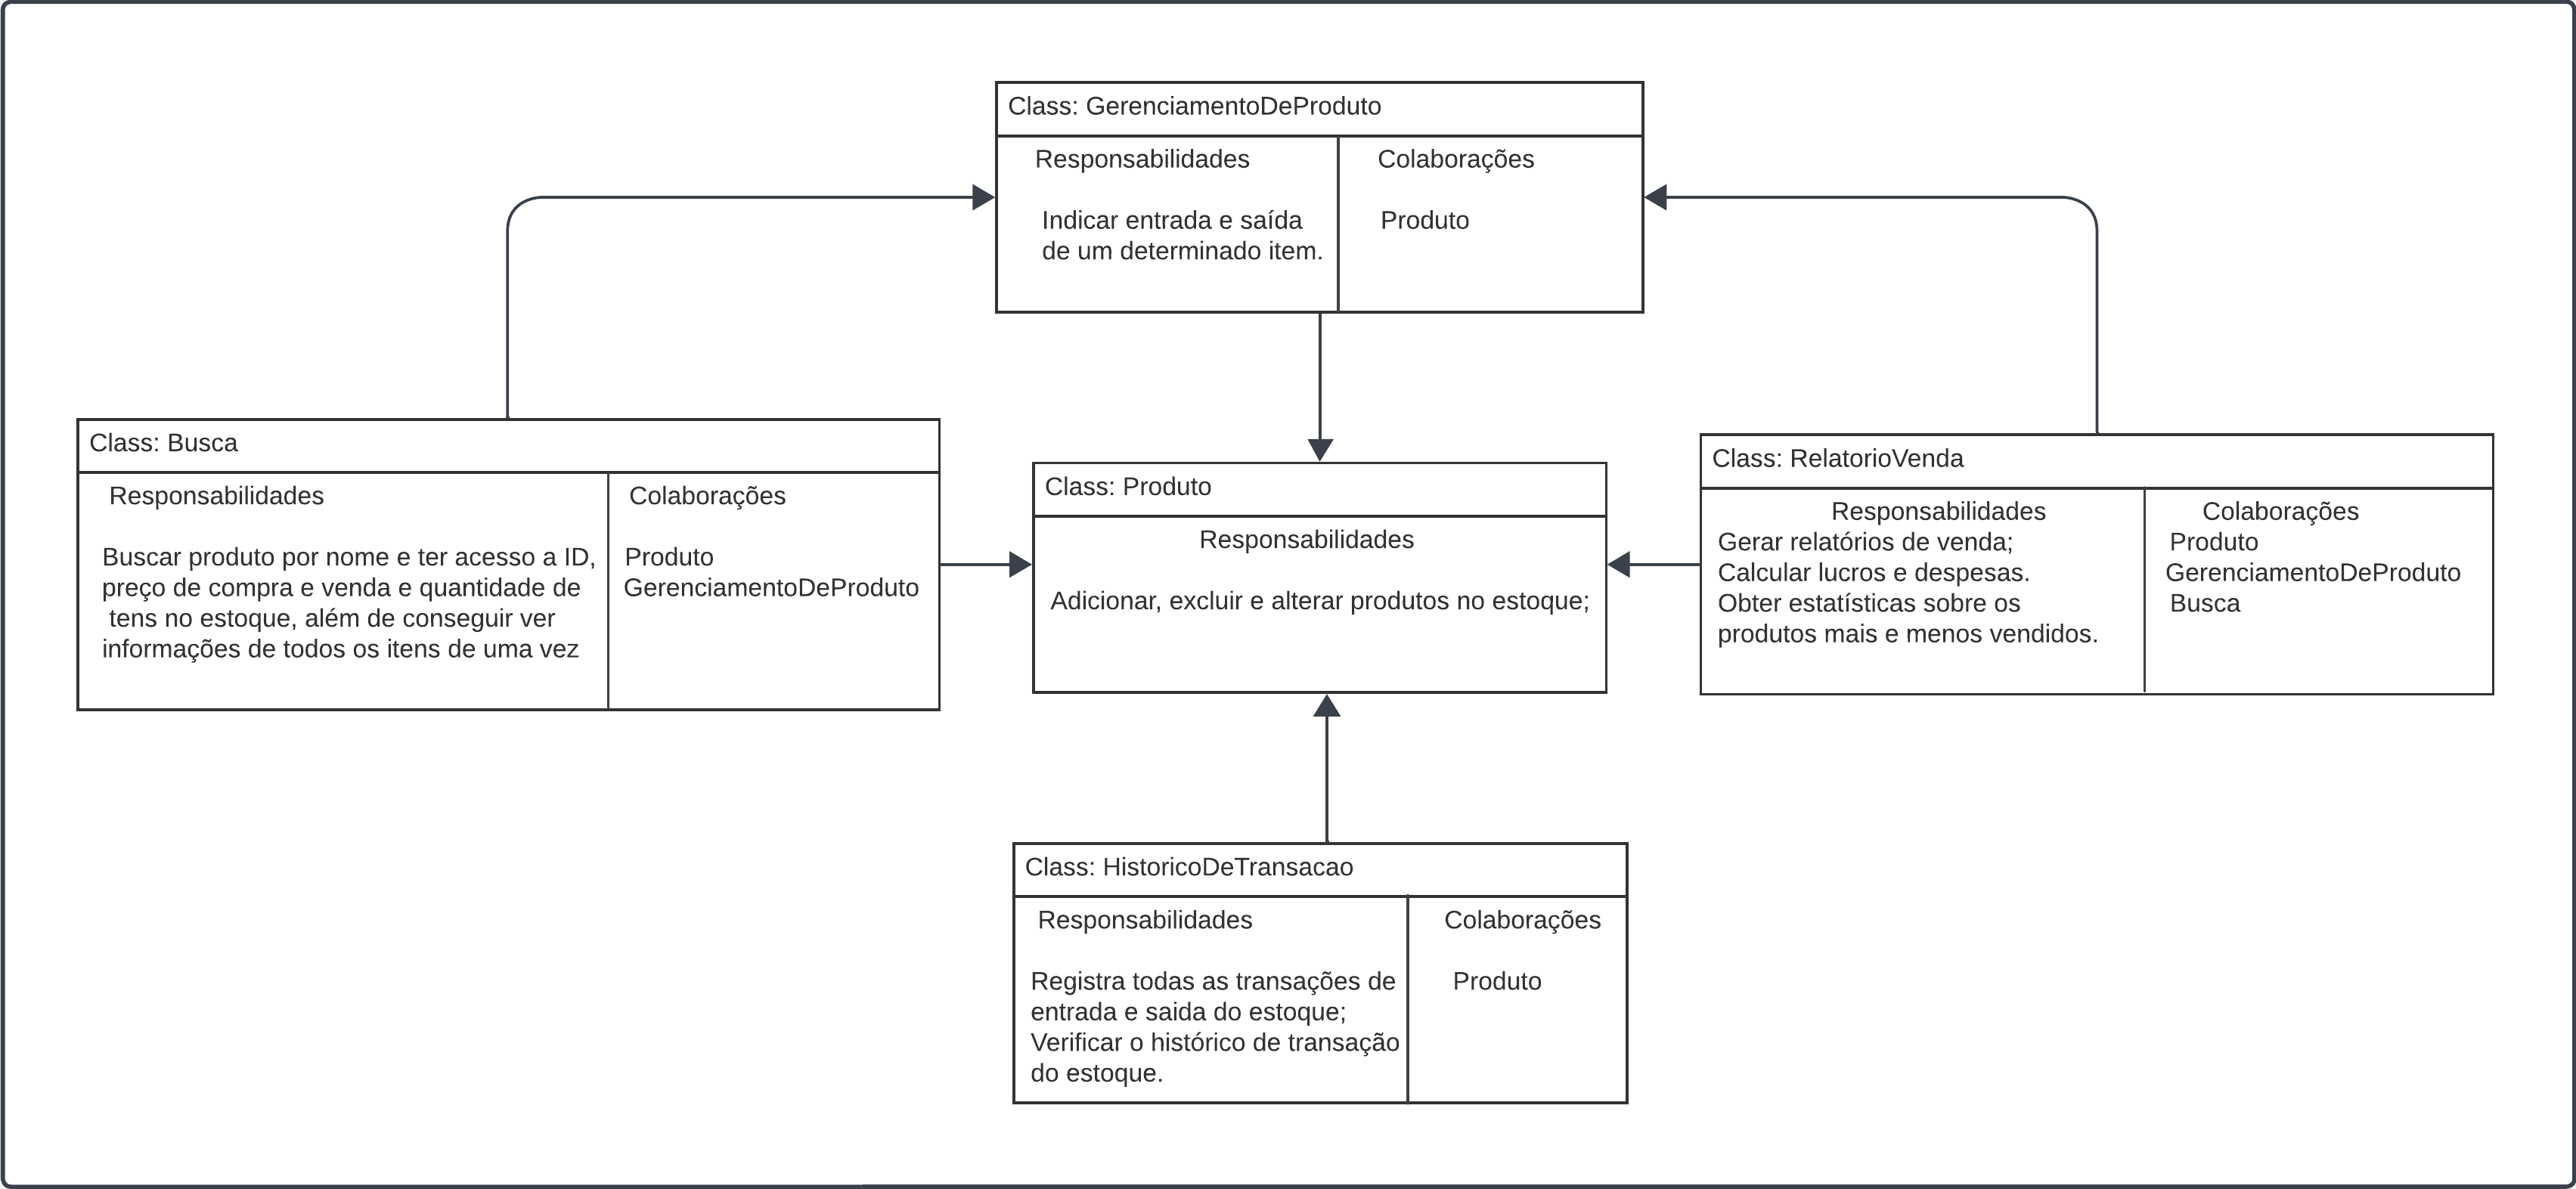 Class: GerenciamentoDeProduto
Responsabilidades
Indicar entrada e saída
de um determinado item.
Colaborações
Produto
Class: Busca
Responsabilidades
Buscar produto por nome e ter acesso a ID,
preço de compra e venda e quantidade de
tens no estoque, além de conseguir ver
informações de todos os itens de uma vez
Colaborações
Produto
GerenciamentoDeProduto
Class: Produto
Responsabilidades
Adicionar, excluir e alterar produtos no estoque;
Class: RelatorioVenda
Responsabilidades
Gerar relatórios de venda;
Calcular lucros e despesas.
Obter estatísticas sobre os
produtos mais e menos vendidos.
Colaborações
Produto
GerenciamentoDeProduto
Busca
Class: HistoricoDeTransacao
Responsabilidades
Registra todas as transações de
entrada e saida do estoque;
Verificar o histórico de transação
do estoque.
Colaborações
Produto